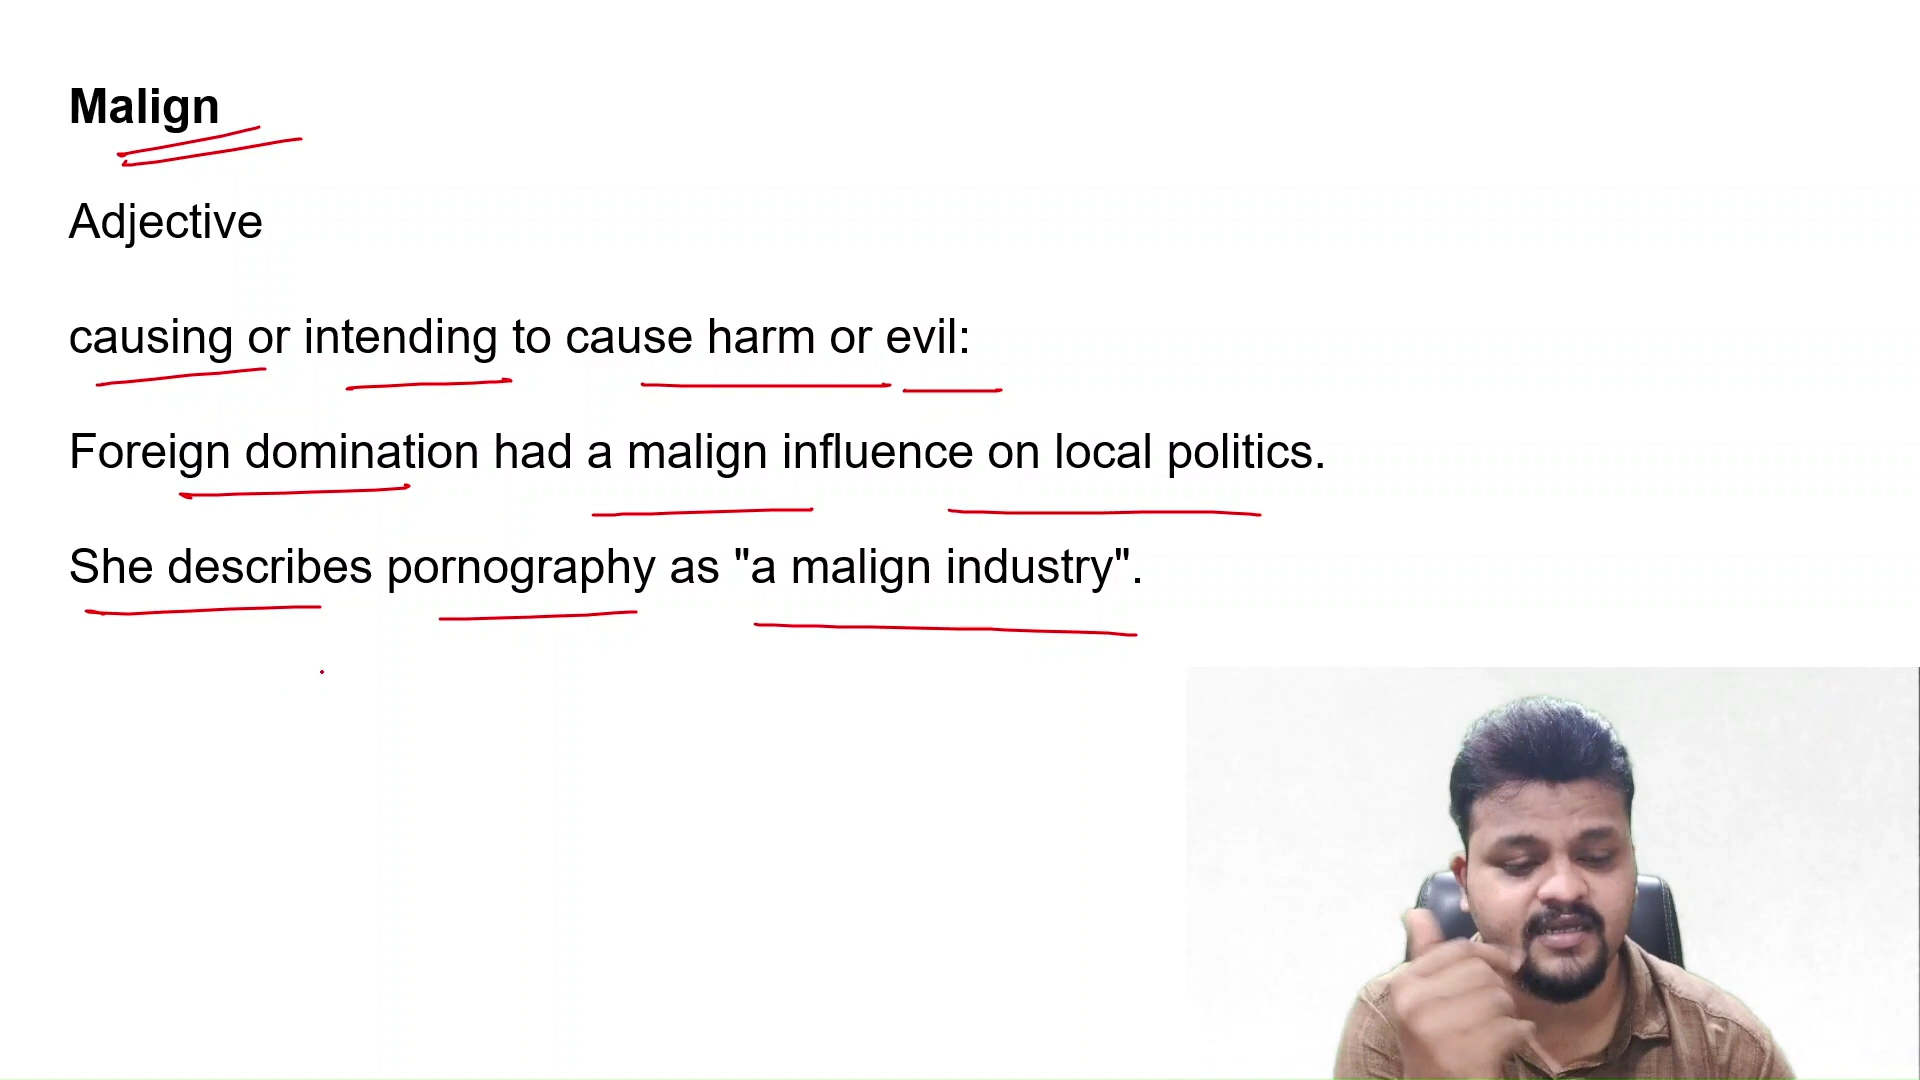 Malign
Adjective
causing or intending to cause harm or evil:
Foreign domination had a malign influence on local politics.
She describes pornography as "a malign industry".